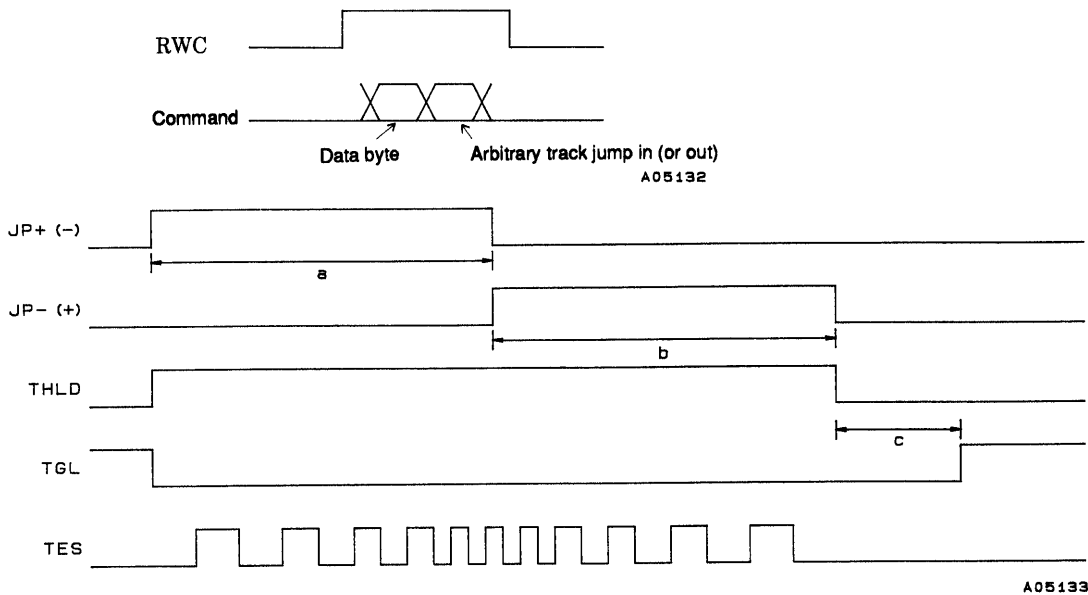 RWC
Command
Data byte
Arbitrary track jump in (or out)
A05132
JP+ (-)
a
JP- (+)
b
THLD
c
TGL
TES
A05133